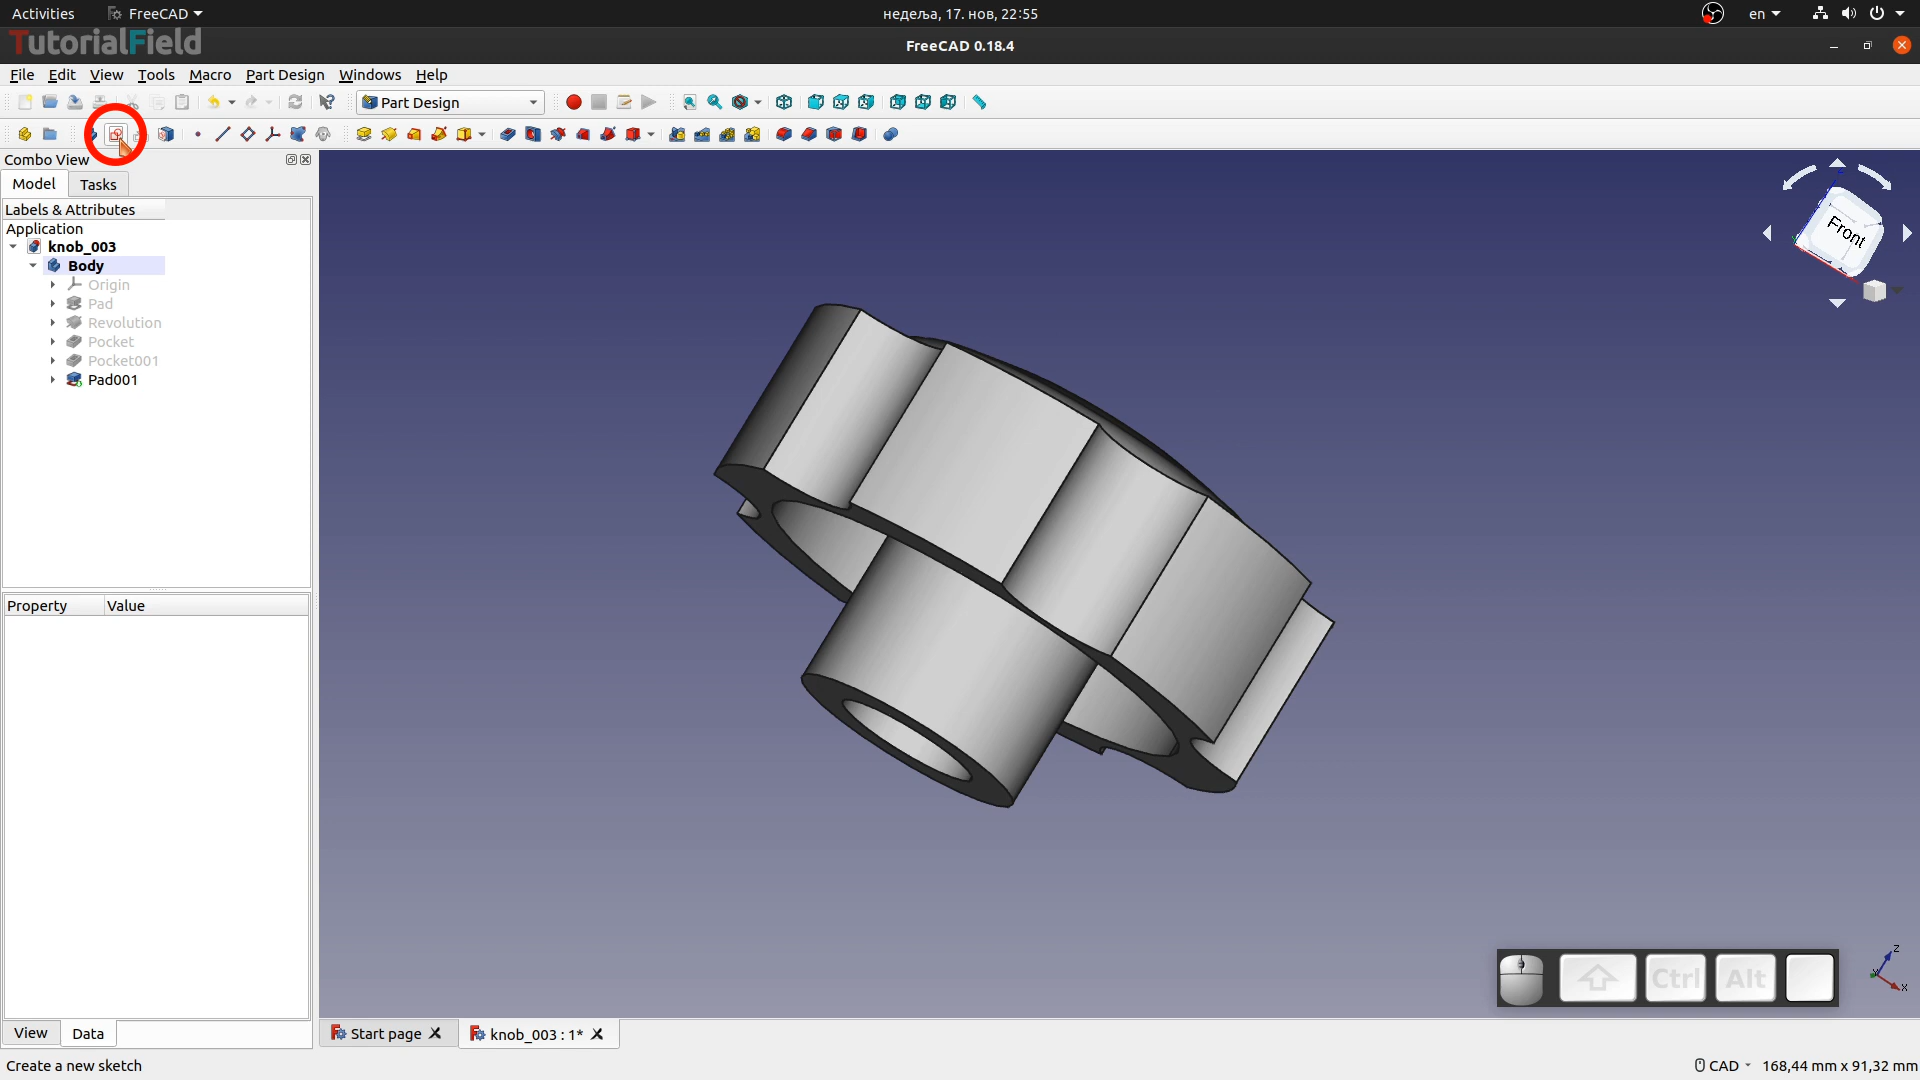 Activities
FreeCAD
недеља, 17. нов, 22:55
en
TutorialField
FreeCAD 0.18.4
File Edit View Tools Macro Part Design Windows Help
Part Design
Combo View
Model Tasks
Labels & Attributes
Application
knob_003
Body
Origin
Pad
Revolution
Pocket
Pocket001
Pad001
Front
Property Value
Ctrl Alt
z
Y
x
View Data
Start page
knob_003 : 1*
Create a new sketch
CAD
168,44 mm x 91,32 mm